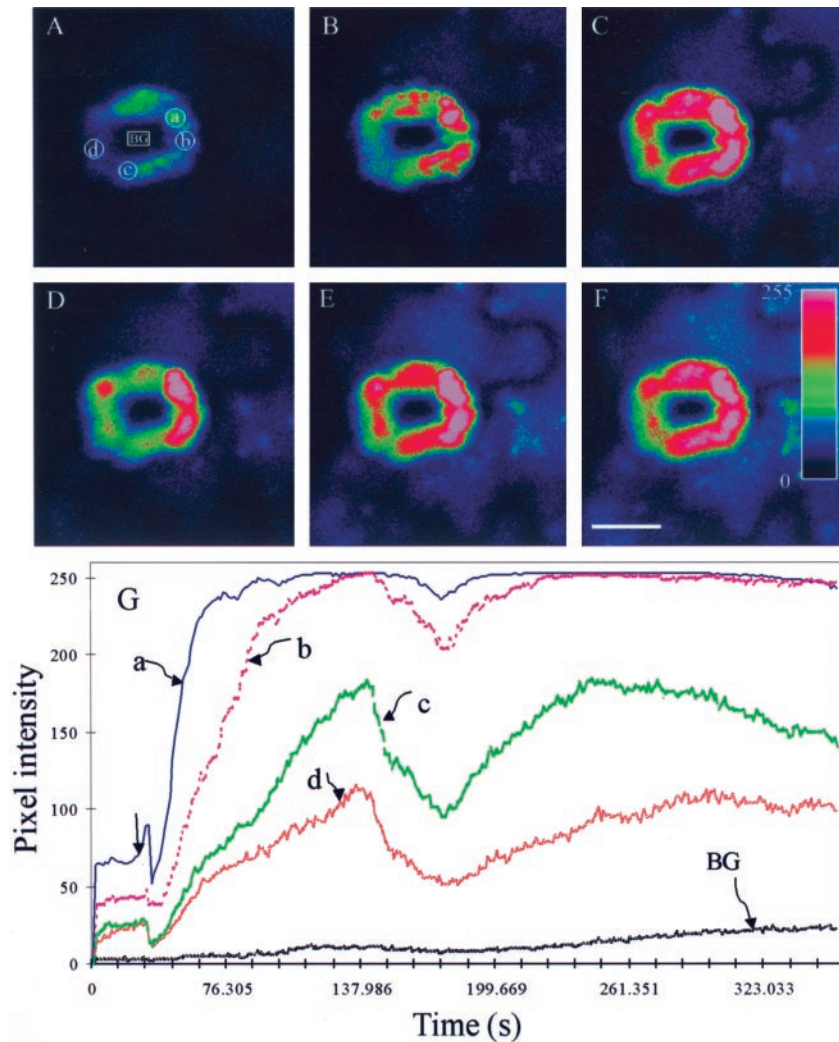 A
B
C
a
b
BG
d
c
D
E
F
255
0
G
250
200
150
100
50
0
a
b
c
d
BG
Pixel intensity
0
76.305
137.986
199.669
261.351
323.033
Time (s)